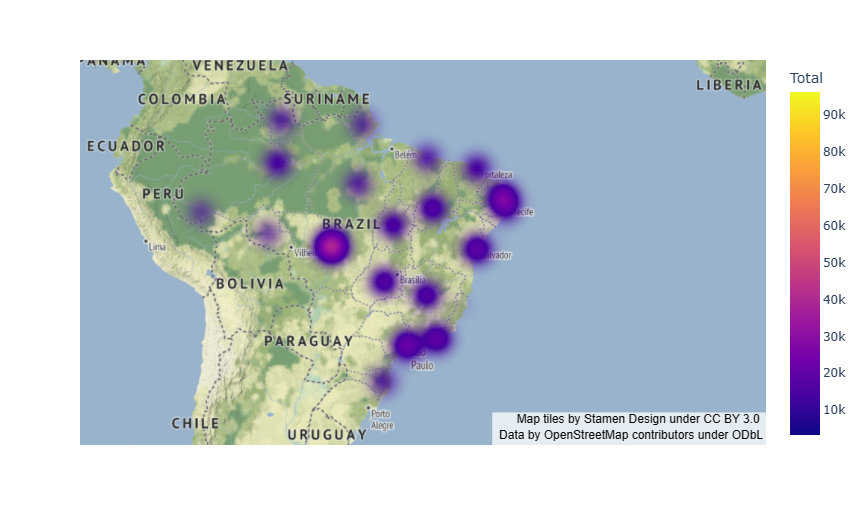 PANAMA
VENEZUELA
COLOMBIA
SURINAME
LIBERIA
ECUADOR
Belém
Fortaleza
PERU
Recife
BRAZIL
Lima
Vilhen
Salvador
BOLIVIA
Brasília
PARAGUAY
São
Paulo
Porto
Alegre
CHILE
URUGUAY
Map tiles by Stamen Design under CC BY 3.0
Data by OpenStreetMap contributors under ODbL
Total
90k
80k
70k
60k
50k
40k
30k
20k
10k